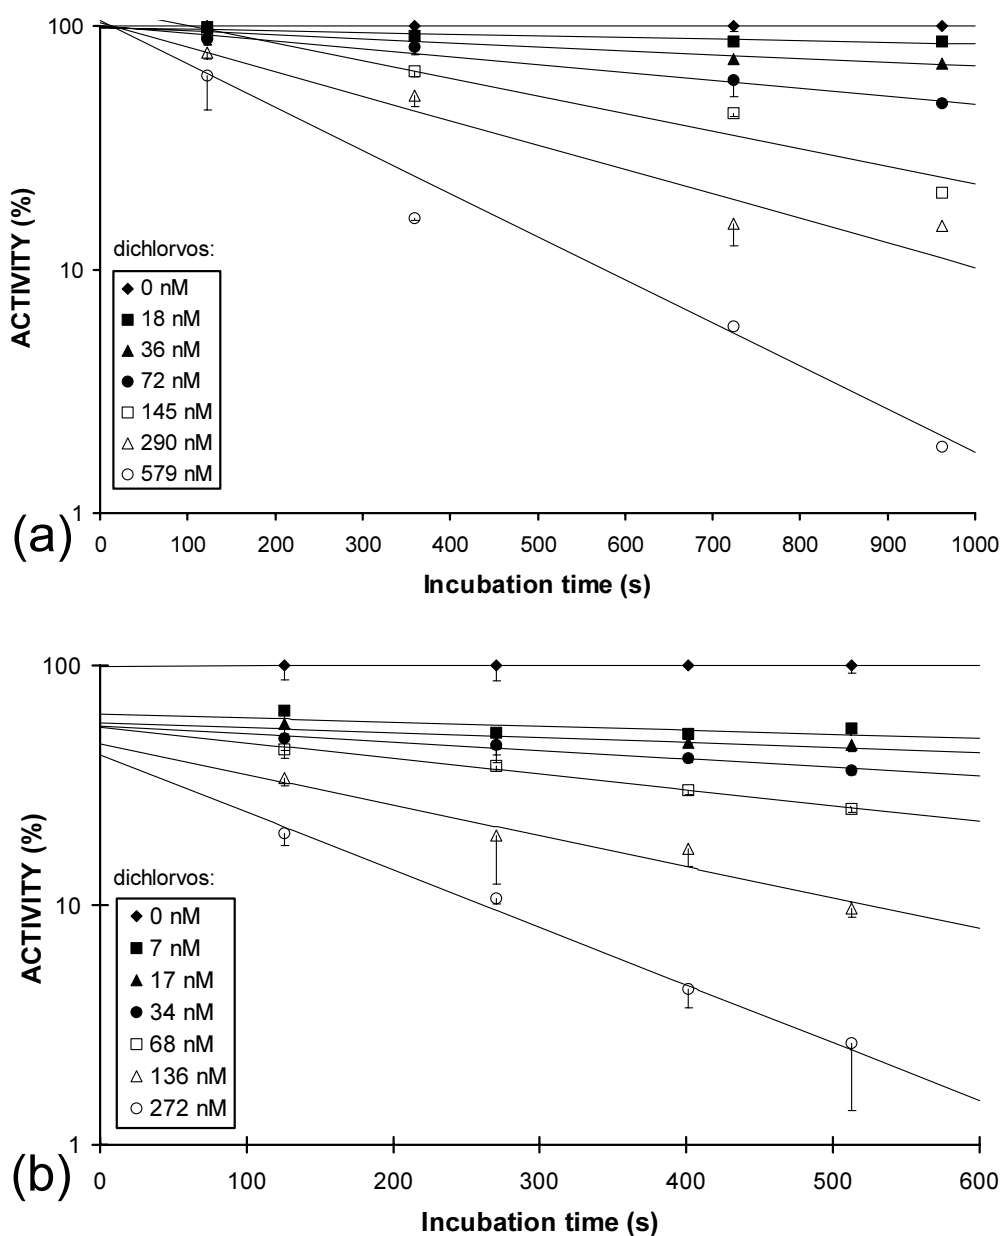 100
10
1
ACTIVITY (%)
dichlorvos:
0 nM
18 nM
36 nM
72 nM
145 nM
290 nM
579 nM
(a)
0 100 200 300 400 500 600 700 800 900 1000
Incubation time (s)
100
10
1
ACTIVITY (%)
dichlorvos:
0 nM
7 nM
17 nM
34 nM
68 nM
136 nM
272 nM
(b)
0 100 200 300 400 500 600
Incubation time (s)